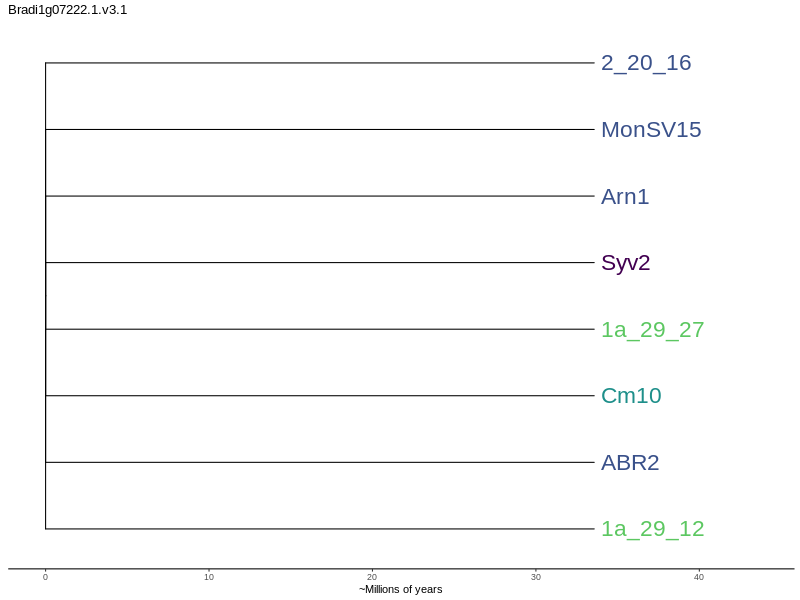 Bradi1g07222.1.v3.1
2_20_16
MonSV15
Arn1
Syv2
1a_29_27
Cm10
ABR2
1a_29_12
0 10 20 30 40
~Millions of years